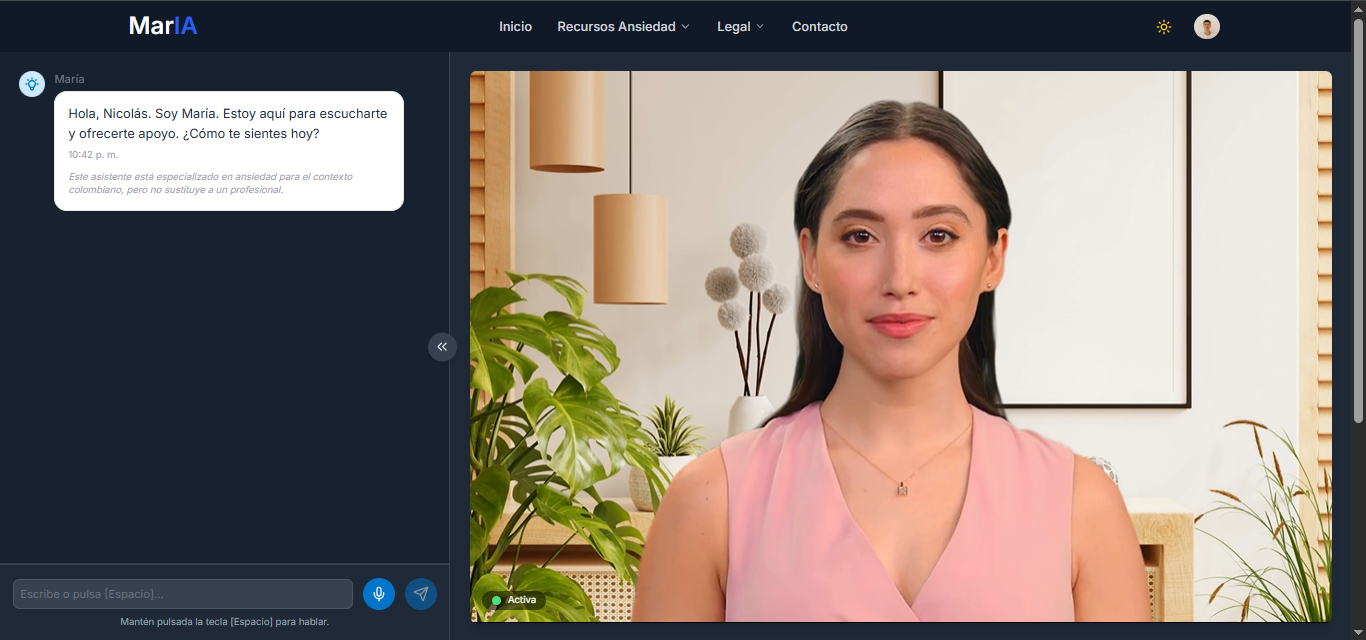 MarIA
Inicio
Recursos Ansiedad
Legal
Contacto
María
Hola, Nicolás. Soy María. Estoy aquí para escucharte
y ofrecerte apoyo. ¿Cómo te sientes hoy?
10:42 p. m.
Este asistente está especializado en ansiedad para el contexto
colombiano, pero no sustituye a un profesional.
Escribe o pulsa [Espacio]...
Mantén pulsada la tecla [Espacio] para hablar.
Activa